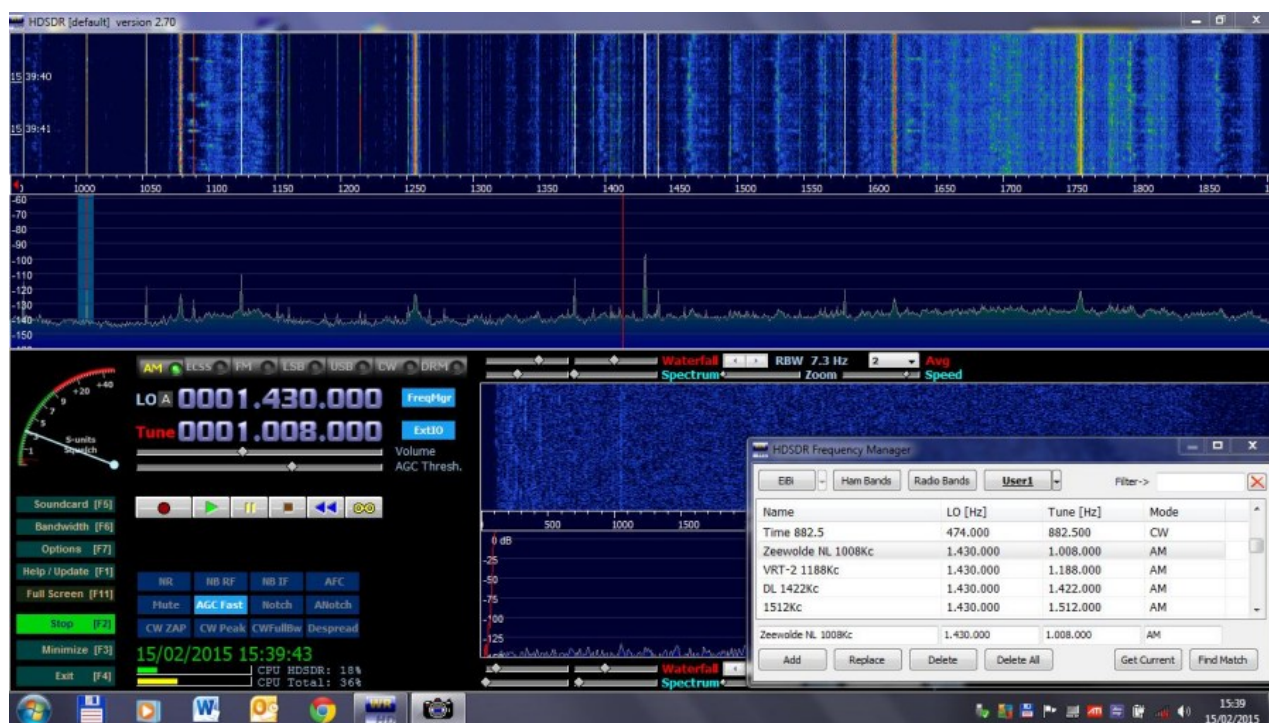 HDSDR [default] version 2.70
15 39:40
15 39:41
1000 1050 1100 1150 1200 1250 1300 1350 1400 1450 1500 1550 1600 1650 1700 1750 1800 1850
-60
-70
-80
-90
-100
-110
-120
-130
-140
-150
AM ECSS FM LSB USB CW DRM
Waterfall RBW 7.3 Hz 2 Avg
Spectrum Zoom Speed
+20 +40
1 3 5 7 9
S-units
Squelch
LO A 0001.430.000 FreqMgr
Tune 0001.008.000 ExtIO
Volume
AGC Thresh.
Soundcard [F5]
Bandwidth [F6]
Options [F7]
Help / Update [F1]
Full Screen [F11]
Stop [F2]
Minimize [F3]
Exit [F4]
NR NB RF NB IF AFC
Mute AGC Fast Notch ANotch
CW ZAP CW Peak CWFullBw Despread
15/02/2015 15:39:43
CPU HDSDR: 18%
CPU Total: 36%
500 1000 1500
0 dB
-25
-50
-75
-100
-125
Waterfall
Spectrum
HDSDR Frequency Manager
EiBi Ham Bands Radio Bands User1 Filter->
Name LO [Hz] Tune [Hz] Mode
Time 882.5 474.000 882.500 CW
Zeewolde NL 1008Kc 1.430.000 1.008.000 AM
VRT-2 1188Kc 1.430.000 1.188.000 AM
DL 1422Kc 1.430.000 1.422.000 AM
1512Kc 1.430.000 1.512.000 AM
Zeewolde NL 1008Kc 1.430.000 1.008.000 AM
Add Replace Delete Delete All Get Current Find Match
WR
15:39
15/02/2015